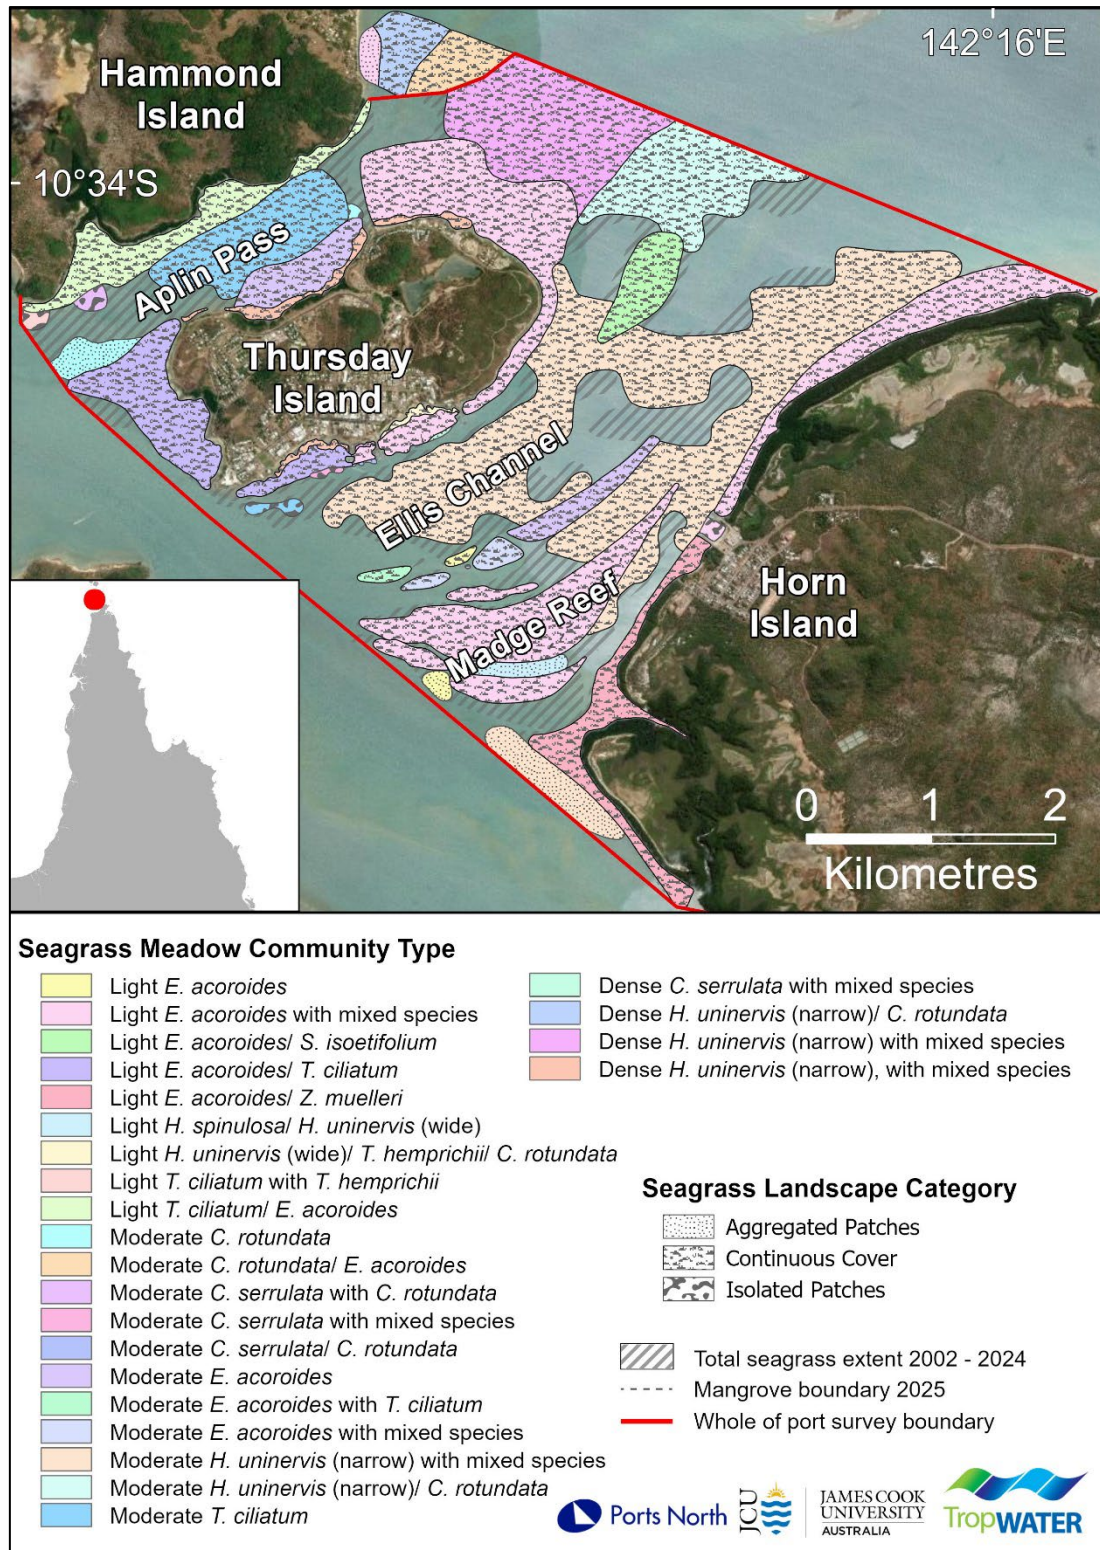 Hammond
Island
142°16'E
10°34'S
Aplin Pass
Thursday
Island
Ellis Channel
Madge Reef
Horn
Island
0 1 2
Kilometres
Seagrass Meadow Community Type
Light E. acoroides
Light E. acoroides with mixed species
Light E. acoroides/ S. isoetifolium
Light E. acoroides/ T. ciliatum
Light E. acoroides/ Z. muelleri
Light H. spinulosa/ H. uninervis (wide)
Light H. uninervis (wide)/ T. hemprichii/ C. rotundata
Light T. ciliatum with T. hemprichii
Light T. ciliatum/ E. acoroides
Moderate C. rotundata
Moderate C. rotundata/ E. acoroides
Moderate C. serrulata with C. rotundata
Moderate C. serrulata with mixed species
Moderate C. serrulata/ C. rotundata
Moderate E. acoroides
Moderate E. acoroides with T. ciliatum
Moderate E. acoroides with mixed species
Moderate H. uninervis (narrow) with mixed species
Moderate H. uninervis (narrow)/ C. rotundata
Moderate T. ciliatum
Dense C. serrulata with mixed species
Dense H. uninervis (narrow)/ C. rotundata
Dense H. uninervis (narrow) with mixed species
Dense H. uninervis (narrow), with mixed species
Seagrass Landscape Category
Aggregated Patches
Continuous Cover
Isolated Patches
Total seagrass extent 2002 - 2024
Mangrove boundary 2025
Whole of port survey boundary
Ports North
JCU
JAMES COOK
UNIVERSITY
AUSTRALIA
TropWATER